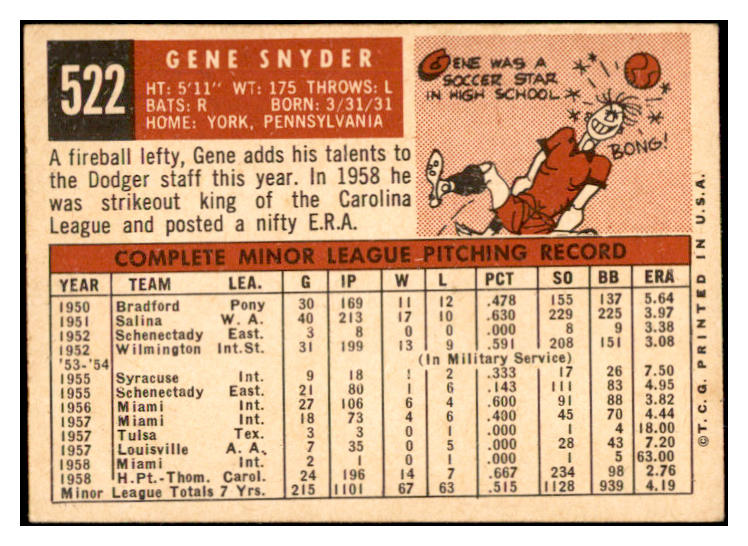 522
GENE SNYDER
HT: 5'11" WT: 175 THROWS: L
BATS: R BORN: 3/31/31
HOME: YORK, PENNSYLVANIA
GENE WAS A
SOCCER STAR
IN HIGH SCHOOL
BONG!
A fireball lefty, Gene adds his talents to
the Dodger staff this year. In 1958 he
was strikeout king of the Carolina
League and posted a nifty E.R.A.
COMPLETE MINOR LEAGUE PITCHING RECORD
YEAR TEAM LEA. G IP W L PCT SO BB ERA
1950 Bradford Pony 30 169 11 12 .478 155 137 5.64
1951 Salina W. A. 40 213 17 10 .630 229 225 3.97
1952 Schenectady East. 3 8 0 0 .000 8 9 3.38
1952 Wilmington Int.St. 31 199 13 9 .591 208 151 3.08
'53-'54 (In Military Service)
1955 Syracuse Int. 9 18 1 2 .333 17 26 7.50
1955 Schenectady East. 21 80 1 6 .143 111 83 4.95
1956 Miami Int. 27 106 6 4 .600 91 88 3.82
1957 Miami Int. 18 73 4 6 .400 45 70 4.44
1957 Tulsa Tex. 3 3 0 1 .000 1 4 18.00
1957 Louisville A. A. 7 35 0 5 .000 28 43 7.20
1958 Miami Int. 2 1 0 1 .000 1 5 63.00
1958 H.Pt.-Thom. Carol. 24 196 14 7 .667 234 98 2.76
Minor League Totals 7 Yrs. 215 1101 67 63 .515 1128 939 4.19
©T.C.G. PRINTED IN U.S.A.